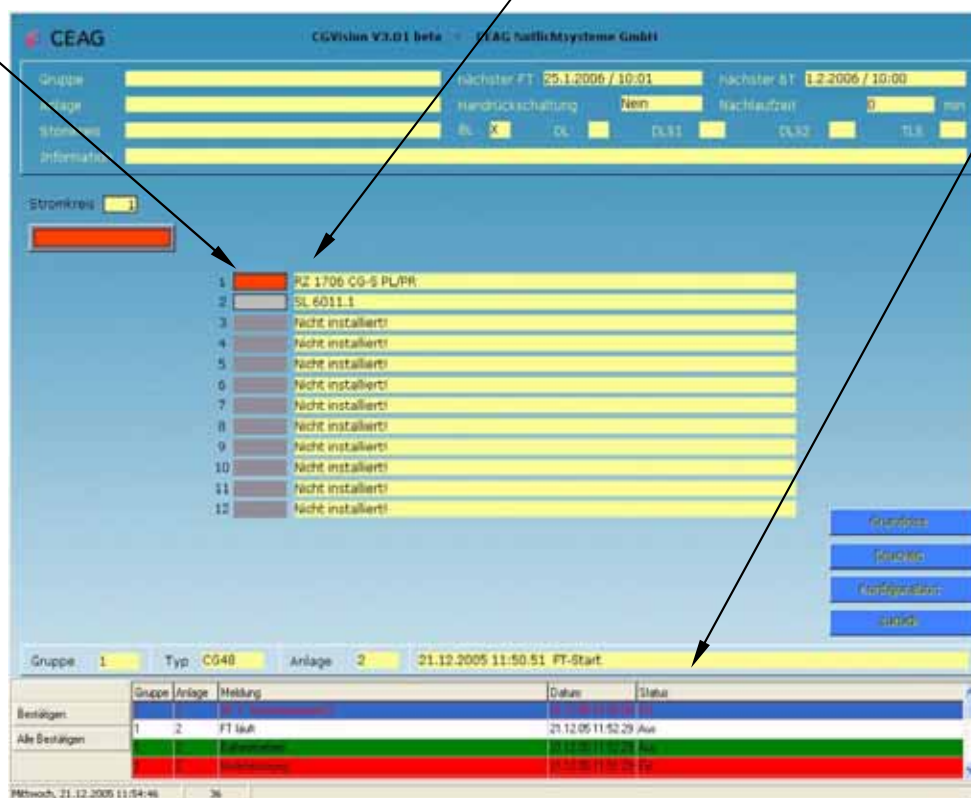 CEAG
CGVision V3.01 beta - CEAG Notlichtsysteme GmbH
Gruppe nächster FT 25.1.2006 / 10:01 nächster BT 1.2.2006 / 10:00
Anlage Handrückschaltung Nein Nachlaufzeit 0 min
Stromkreis BL X DL DLS1 DLS2 TLS
Information
Stromkreis 1
1 RZ 1706 CG-S PL/PR
2 SL 6011.1
3 Nicht installiert!
4 Nicht installiert!
5 Nicht installiert!
6 Nicht installiert!
7 Nicht installiert!
8 Nicht installiert!
9 Nicht installiert!
10 Nicht installiert!
11 Nicht installiert!
12 Nicht installiert!
Konfiguration
zurück
Gruppe 1 Typ CG48 Anlage 2 21.12.2005 11:50.51 FT-Start
Gruppe Anlage Meldung Datum Status
Bestätigen
1 2 FT läuft 21.12.05 11:52:29 Aus
Alle Bestätigen
Mittwoch, 21.12.2005 11:54:46 36